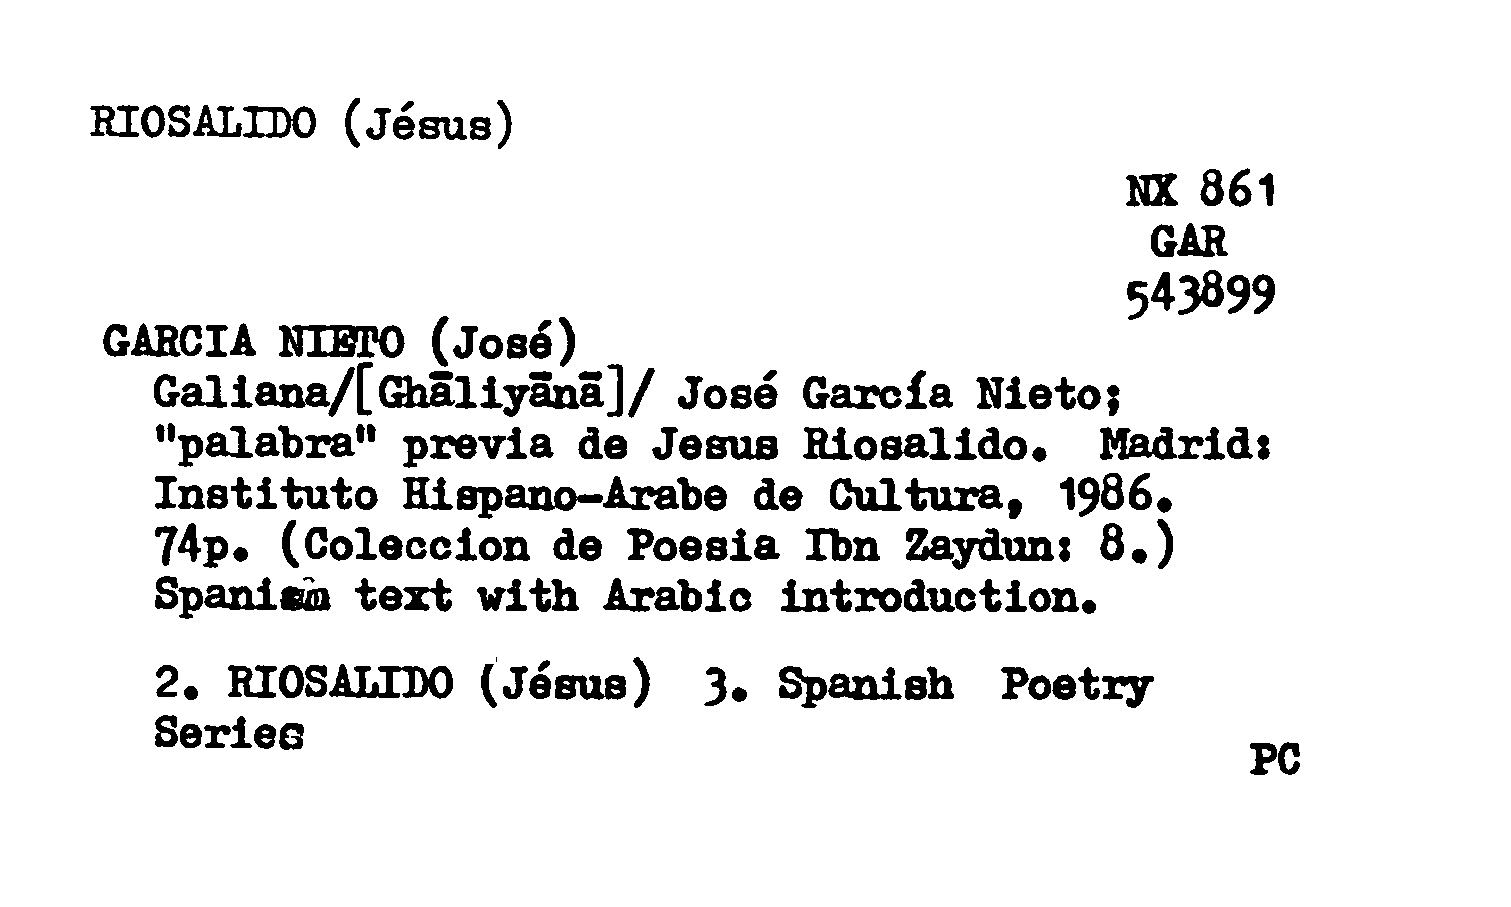 RIOSALIDO (Jésus)
NX 861
GAR
543899
GARCIA NIETO (José)
Galiana/[Ghāliyānā]/ José García Nieto;
"palabra" previa de Jesus Riosalido. Madrid:
Instituto Hispano-Arabe de Cultura, 1986.
74p. (Coleccion de Poesia Ibn Zaydun: 8.)
Spanish text with Arabic introduction.
2. RIOSALIDO (Jésus) 3. Spanish Poetry
Series
PC